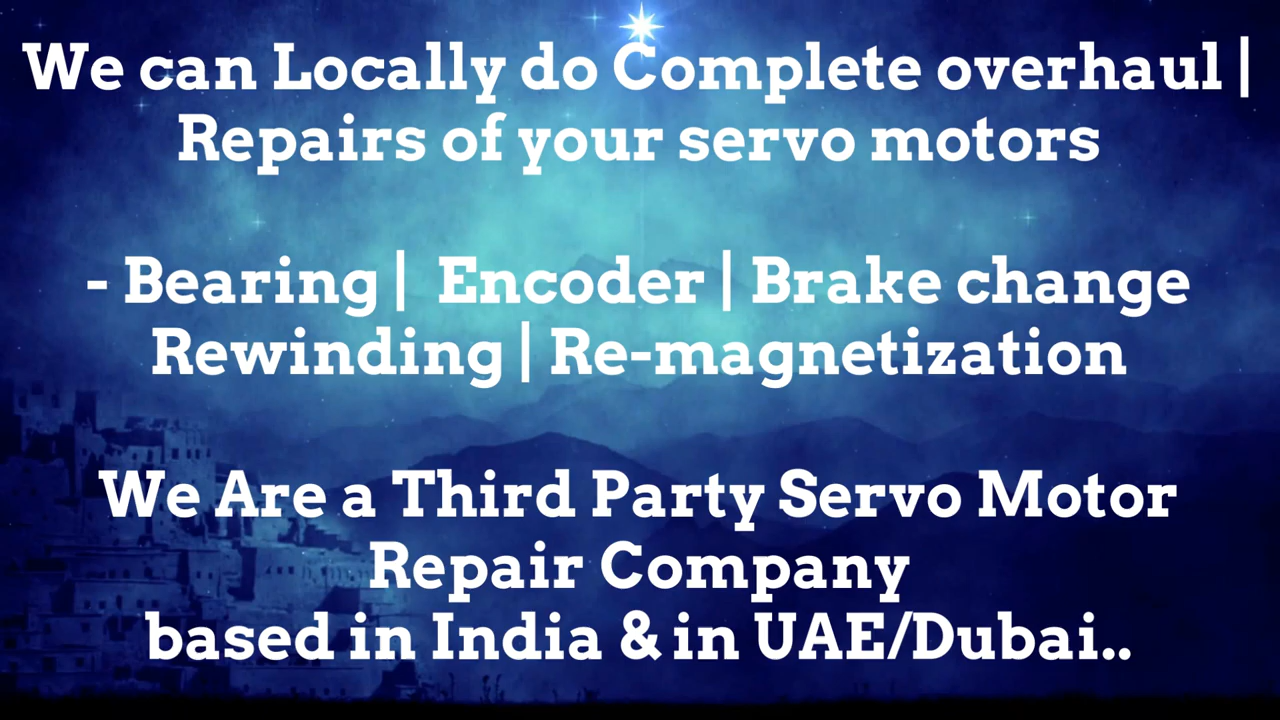 We can Locally do Complete overhaul |
Repairs of your servo motors
- Bearing | Encoder | Brake change
Rewinding | Re-magnetization
We Are a Third Party Servo Motor
Repair Company
based in India & in UAE/Dubai..